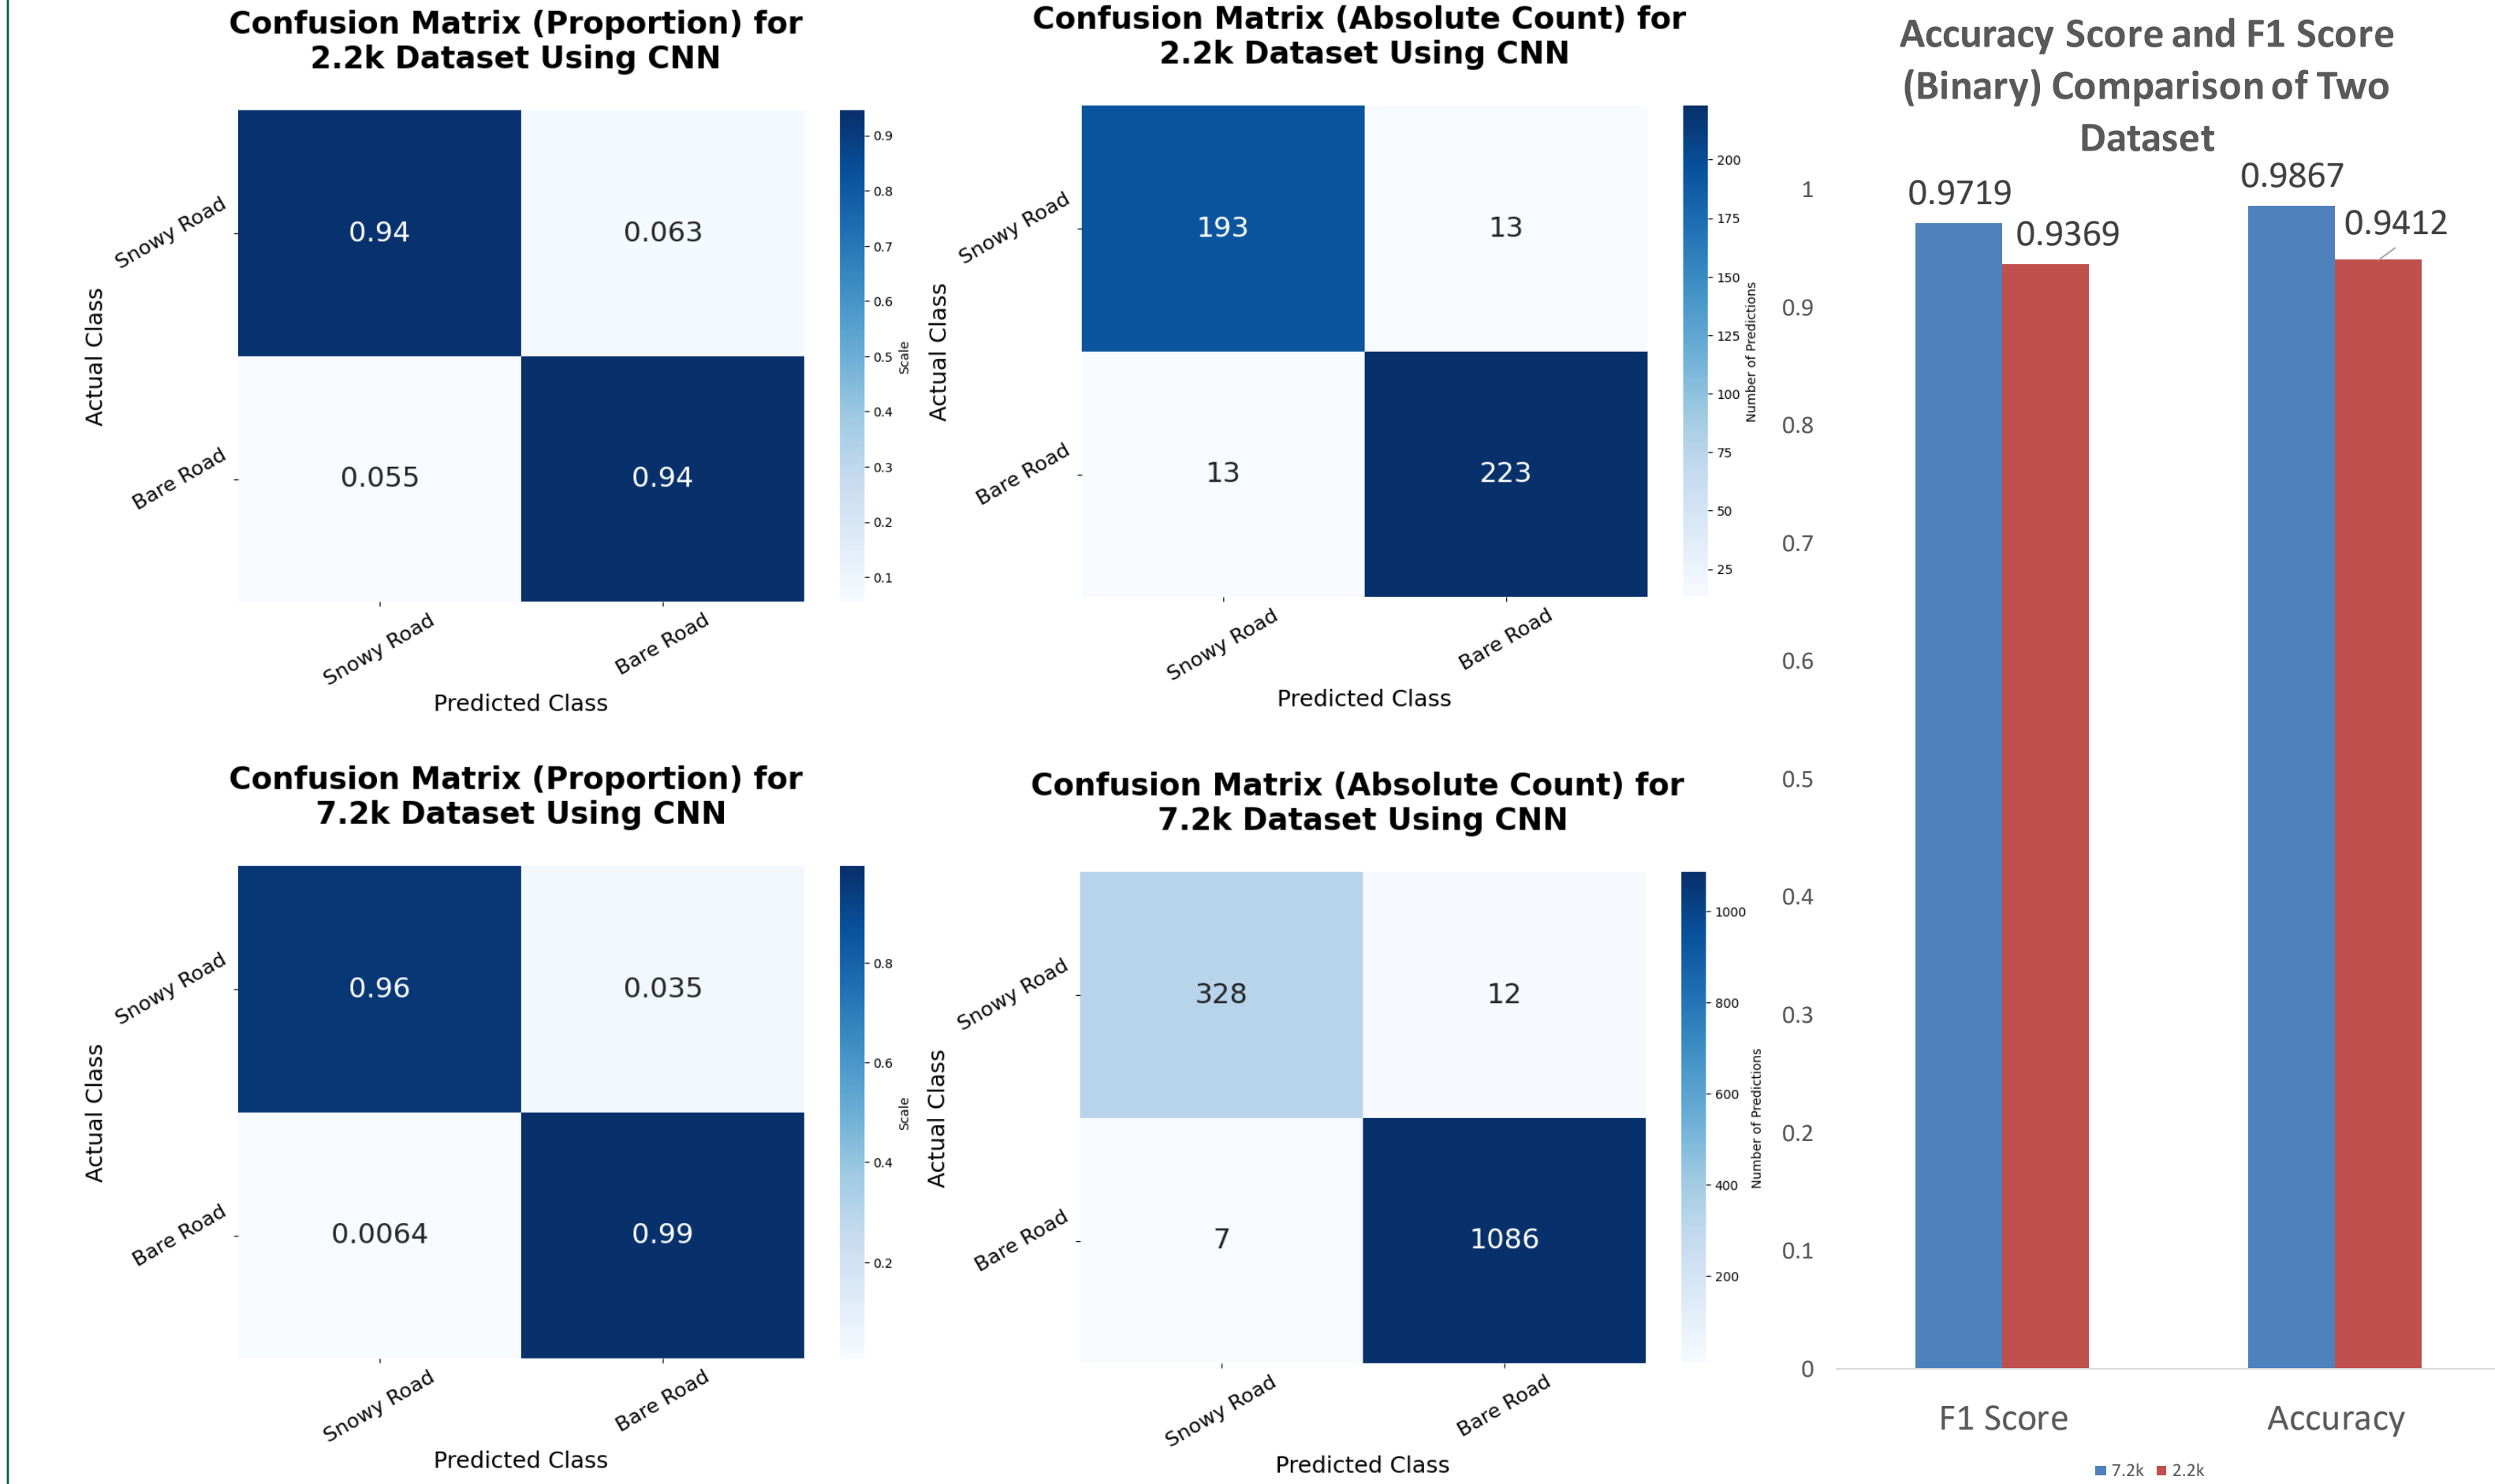 Confusion Matrix (Proportion) for
2.2k Dataset Using CNN
Actual Class
Snowy Road
Bare Road
0.94
0.063
0.055
0.94
Snowy Road
Bare Road
Predicted Class
0.9
0.8
0.7
0.6
0.5
0.4
0.3
0.2
0.1
Scale
Confusion Matrix (Absolute Count) for
2.2k Dataset Using CNN
Actual Class
Snowy Road
Bare Road
193
13
13
223
Snowy Road
Bare Road
Predicted Class
200
175
150
125
100
75
50
25
Number of Predictions
Confusion Matrix (Proportion) for
7.2k Dataset Using CNN
Actual Class
Snowy Road
Bare Road
0.96
0.035
0.0064
0.99
Snowy Road
Bare Road
Predicted Class
0.8
0.6
0.4
0.2
Scale
Confusion Matrix (Absolute Count) for
7.2k Dataset Using CNN
Actual Class
Snowy Road
Bare Road
328
12
7
1086
Snowy Road
Bare Road
Predicted Class
1000
800
600
400
200
Number of Predictions
Accuracy Score and F1 Score
(Binary) Comparison of Two
Dataset
0.9719
0.9369
0.9867
0.9412
1
0.9
0.8
0.7
0.6
0.5
0.4
0.3
0.2
0.1
0
F1 Score
Accuracy
7.2k
2.2k